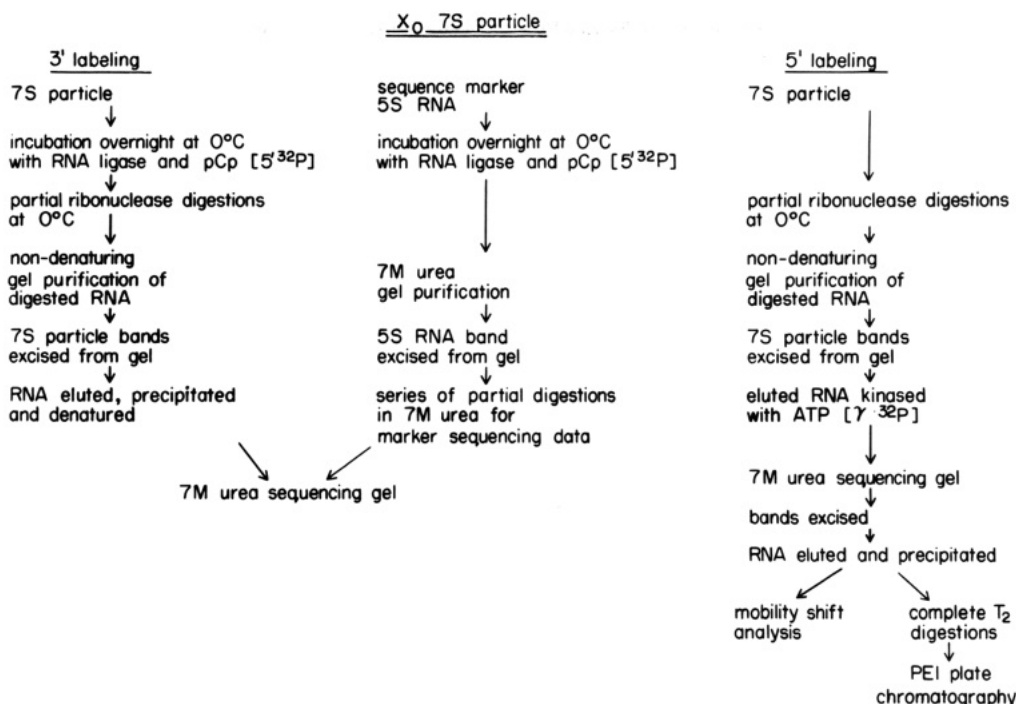 Xo 7S particle
3' labeling
7S particle
incubation overnight at 0°C
with RNA ligase and pCp [5'32P]
partial ribonuclease digestions
at 0°C
non-denaturing
gel purification of
digested RNA
7S particle bands
excised from gel
RNA eluted, precipitated
and denatured
sequence marker
5S RNA
incubation overnight at 0°C
with RNA ligase and pCp [5'32P]
7M urea
gel purification
5S RNA band
excised from gel
series of partial digestions
in 7M urea for
marker sequencing data
7M urea sequencing gel
5' labeling
7S particle
partial ribonuclease digestions
at 0°C
non-denaturing
gel purification of
digested RNA
7S particle bands
excised from gel
eluted RNA kinased
with ATP [γ 32P]
7M urea sequencing gel
bands excised
RNA eluted and precipitated
mobility shift
analysis
complete T2
digestions
PEI plate
chromatography